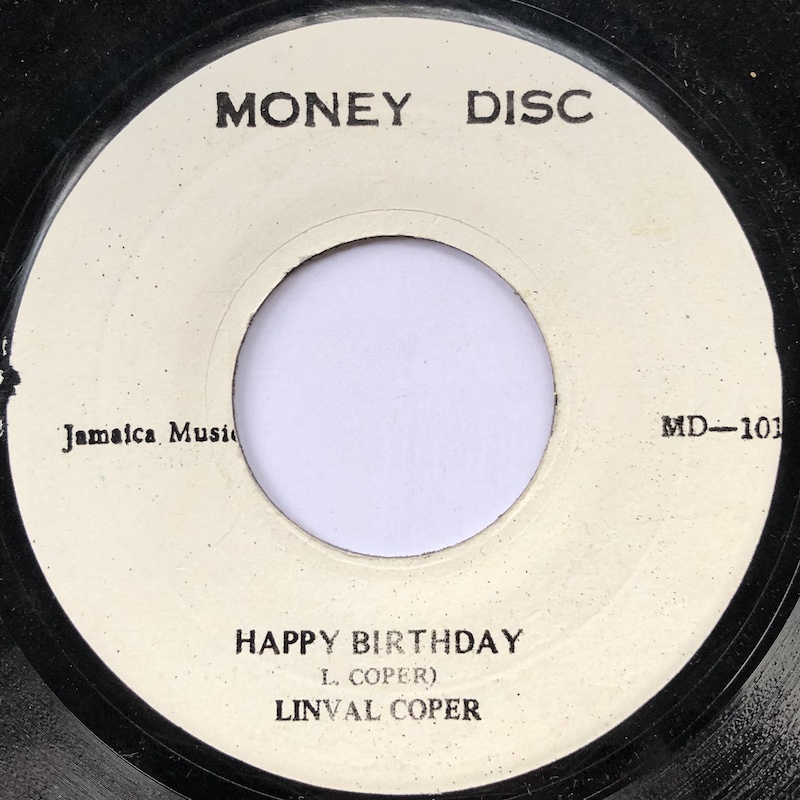 MONEY DISC
Jamaica Music MD—101
HAPPY BIRTHDAY
L. COPER)
LINVAL COPER